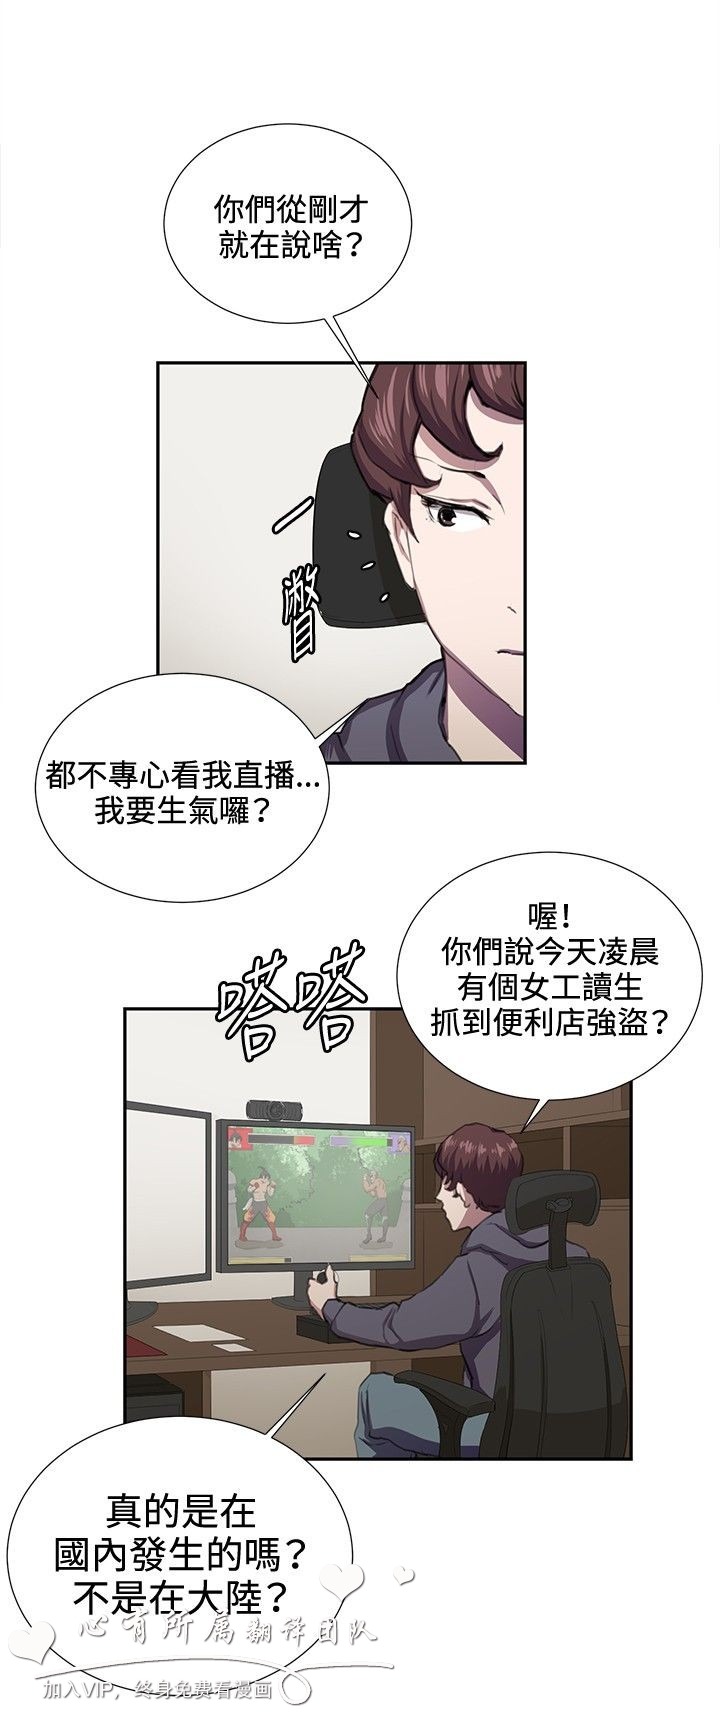 你們從剛才
就在說啥？
瞥
都不專心看我直播...
我要生氣囉？
喔！
你們說今天凌晨
有個女工讀生
抓到便利店強盜？
嗒嗒
真的是在
國內發生的嗎？
不是在大陸？
心有所属翻译团队
加入VIP，终身免费看漫画